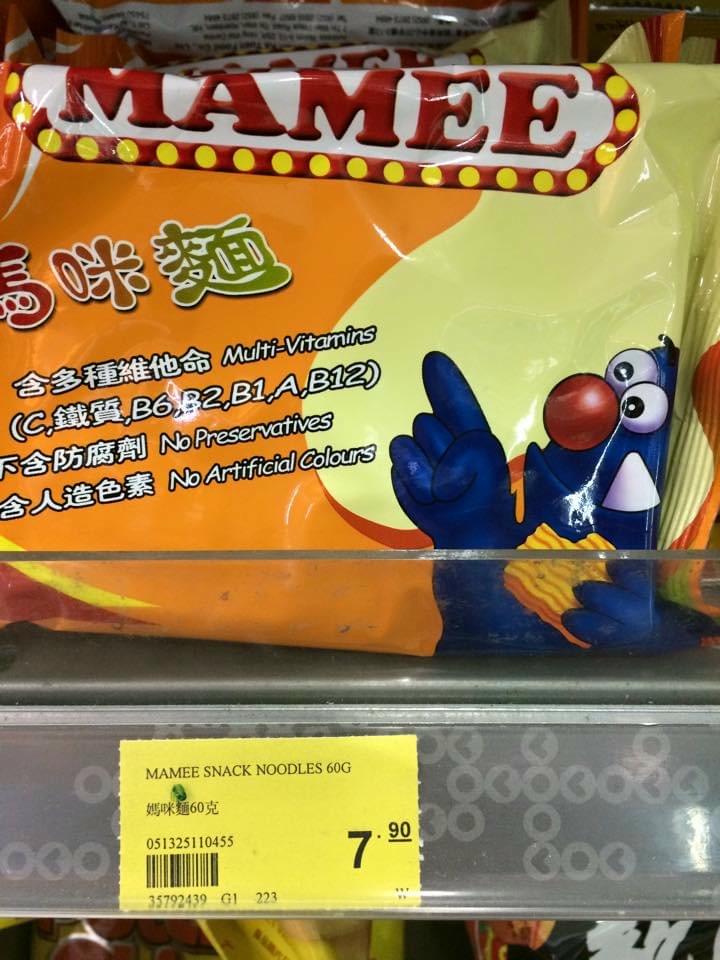 MAMEE
媽咪麵
含多種維他命 Multi-Vitamins
(C,鐵質,B6,B2,B1,A,B12)
不含防腐劑 No Preservatives
含人造色素 No Artificial Colours
MAMEE SNACK NOODLES 60G
媽咪麵60克
051325110455
7.90
35792439 G1 223
W